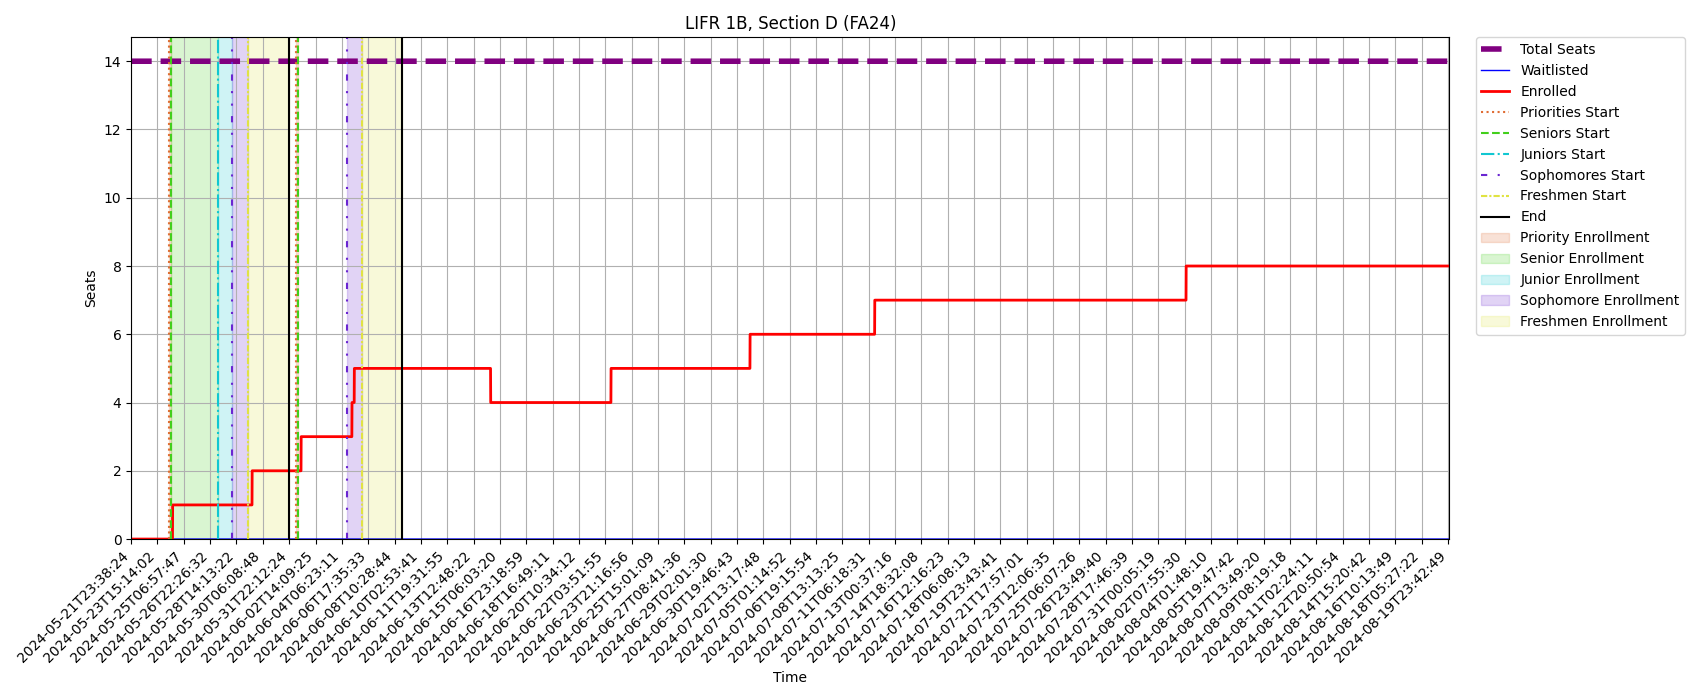 LIFR 1B, Section D (FA24)
Seats
14
12
10
8
6
4
2
0
2024-05-21T23:38:24
2024-05-23T15:14:02
2024-05-25T06:57:47
2024-05-26T22:26:32
2024-05-28T14:13:22
2024-05-30T06:08:48
2024-05-31T22:12:24
2024-06-02T14:09:25
2024-06-04T06:23:11
2024-06-06T17:35:33
2024-06-08T10:28:44
2024-06-10T02:53:41
2024-06-11T19:31:55
2024-06-13T12:48:22
2024-06-15T06:03:20
2024-06-16T23:18:59
2024-06-18T16:49:11
2024-06-20T10:34:12
2024-06-22T03:51:55
2024-06-23T21:16:56
2024-06-25T15:01:09
2024-06-27T08:41:36
2024-06-29T02:01:30
2024-06-30T19:46:43
2024-07-02T13:17:48
2024-07-05T01:14:52
2024-07-06T19:15:54
2024-07-08T13:13:25
2024-07-11T06:18:31
2024-07-13T00:37:16
2024-07-14T18:32:08
2024-07-16T12:16:23
2024-07-18T06:08:13
2024-07-19T23:43:41
2024-07-21T17:57:01
2024-07-23T12:06:35
2024-07-25T06:07:26
2024-07-26T23:49:40
2024-07-28T17:46:39
2024-07-31T00:05:19
2024-08-02T07:55:30
2024-08-04T01:48:10
2024-08-05T19:47:42
2024-08-07T13:49:20
2024-08-09T08:19:18
2024-08-11T02:24:11
2024-08-12T20:50:54
2024-08-14T15:20:42
2024-08-16T10:13:49
2024-08-18T05:27:22
2024-08-19T23:42:49
Time
Total Seats
Waitlisted
Enrolled
Priorities Start
Seniors Start
Juniors Start
Sophomores Start
Freshmen Start
End
Priority Enrollment
Senior Enrollment
Junior Enrollment
Sophomore Enrollment
Freshmen Enrollment